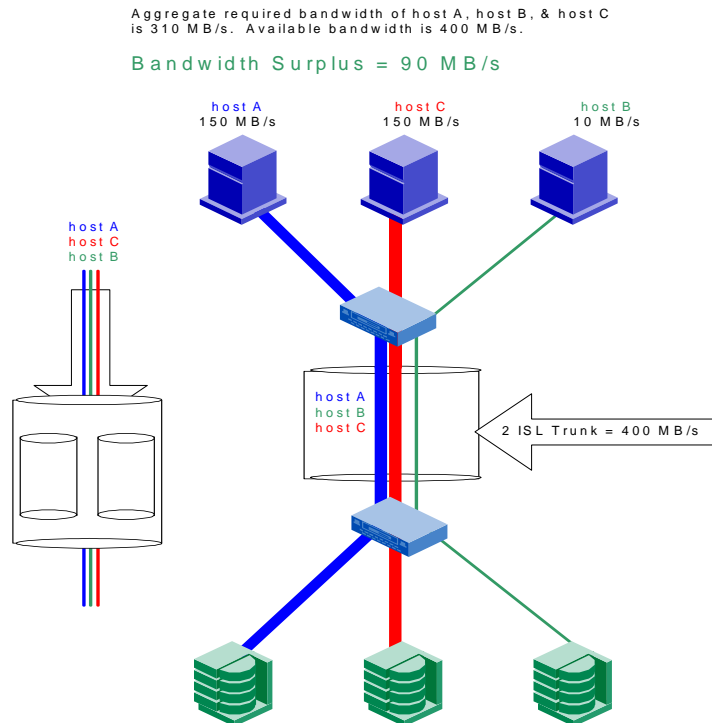 Aggregate required bandwidth of host A, host B, & host C
is 310 MB/s. Available bandwidth is 400 MB/s.
Bandwidth Surplus = 90 MB/s
host A
150 MB/s
host C
150 MB/s
host B
10 MB/s
host A
host C
host B
host A
host B
host C
2 ISL Trunk = 400 MB/s